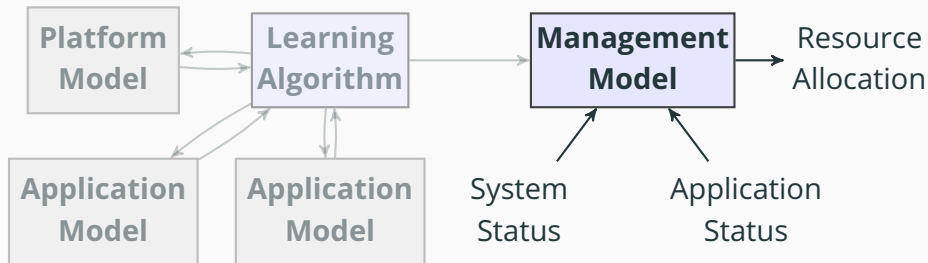 Platform
Model
Learning
Algorithm
Management
Model
Resource
Allocation
Application
Model
Application
Model
System
Status
Application
Status